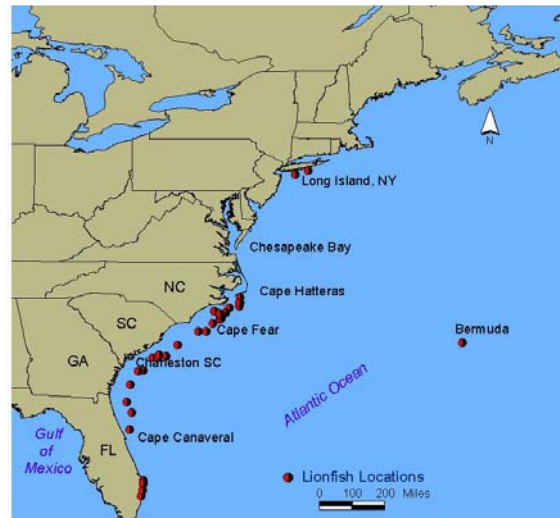 N
Long Island, NY
Chesapeake Bay
NC
Cape Hatteras
SC
Cape Fear
Bermuda
GA
Charleston SC
Atlantic Ocean
Gulf
of
Mexico
FL
Cape Canaveral
Lionfish Locations
0 100 200 Miles